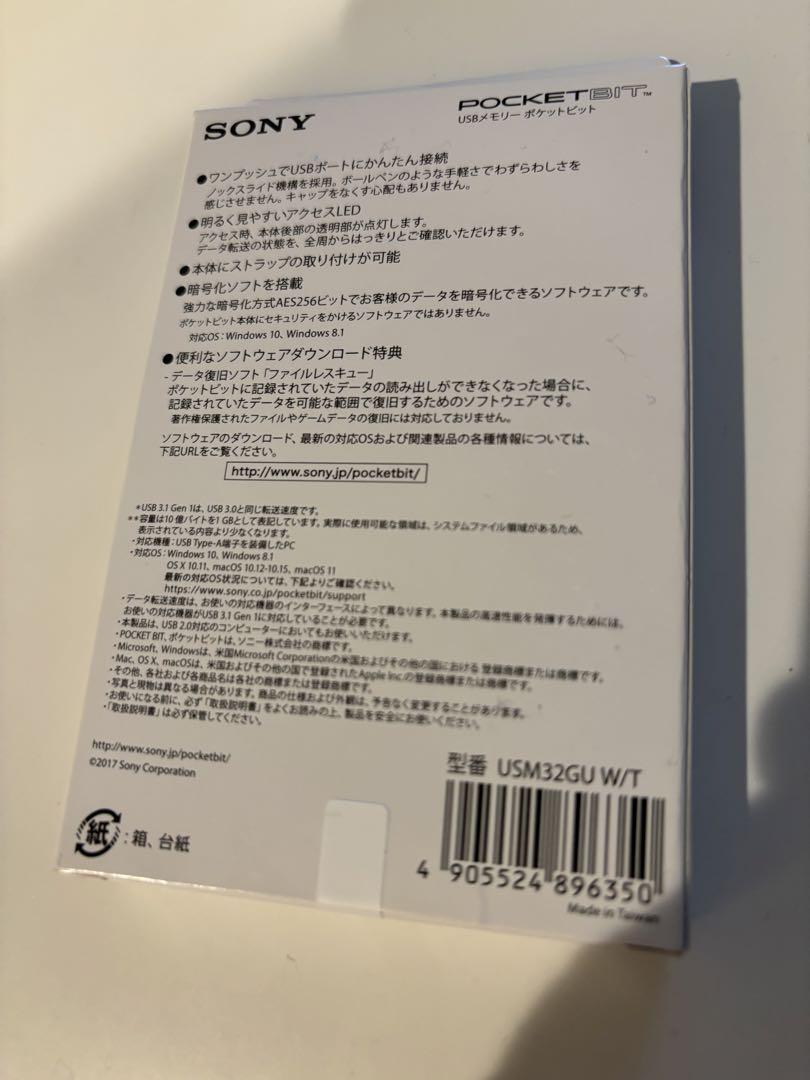 SONY
POCKETBIT™
USBメモリー ポケットビット
●ワンプッシュでUSBポートにかんたん接続
ノックスライド機構を採用。ボールペンのような手軽さでわずらわしさを
感じさせません。キャップをなくす心配もありません。
●明るく見やすいアクセスLED
アクセス時、本体後部の透明部が点灯します。
データ転送の状態を、全周からはっきりとご確認いただけます。
●本体にストラップの取り付けが可能
●暗号化ソフトを搭載
強力な暗号化方式AES256ビットでお客様のデータを暗号化できるソフトウェアです。
ポケットビット本体にセキュリティをかけるソフトウェアではありません。
対応OS：Windows 10、Windows 8.1
●便利なソフトウェアダウンロード特典
- データ復旧ソフト「ファイルレスキュー」
ポケットビットに記録されていたデータの読み出しができなくなった場合に、
記録されていたデータを可能な範囲で復旧するためのソフトウェアです。
著作権保護されたファイルやゲームデータの復旧には対応しておりません。
ソフトウェアのダウンロード、最新の対応OSおよび関連製品の各種情報については、
下記URLをご覧ください。
http://www.sony.jp/pocketbit/
*USB 3.1 Gen 1は、USB 3.0と同じ転送速度です。
**容量は10億バイトを1GBとして表記しています。実際に使用可能な領域は、システムファイル領域があるため、
表示されている内容より少なくなります。
・対応機種：USB Type-A端子を装備したPC
・対応OS：Windows 10、Windows 8.1
OS X 10.11、macOS 10.12-10.15、macOS 11
最新の対応OS状況については、下記よりご確認ください。
https://www.sony.co.jp/pocketbit/support
・データ転送速度は、お使いの対応機器のインターフェースによって異なります。本製品の高速性能を発揮するためには、
お使いの対応機器がUSB 3.1 Gen 1に対応していることが必要です。
・本製品は、USB 2.0対応のコンピューターにおいてもお使いいただけます。
・POCKET BIT、ポケットビットは、ソニー株式会社の商標です。
・Microsoft、Windowsは、米国Microsoft Corporationの米国およびその他の国における 登録商標または商標です。
・Mac、OS X、macOSは、米国およびその他の国で登録されたApple Inc.の登録商標または商標です。
・その他、各社および各商品名は各社の商標または登録商標です。
・写真と現物は異なる場合があります。商品の仕様および外観は、予告なく変更することがあります。
・お使いになる前に、必ず「取扱説明書」をよくお読みの上、製品を安全にお使いください。
・「取扱説明書」は必ず保管してください。
http://www.sony.jp/pocketbit/
©2017 Sony Corporation
型番 USM32GU W/T
紙：箱、台紙
4 905524 896350
Made in Taiwan